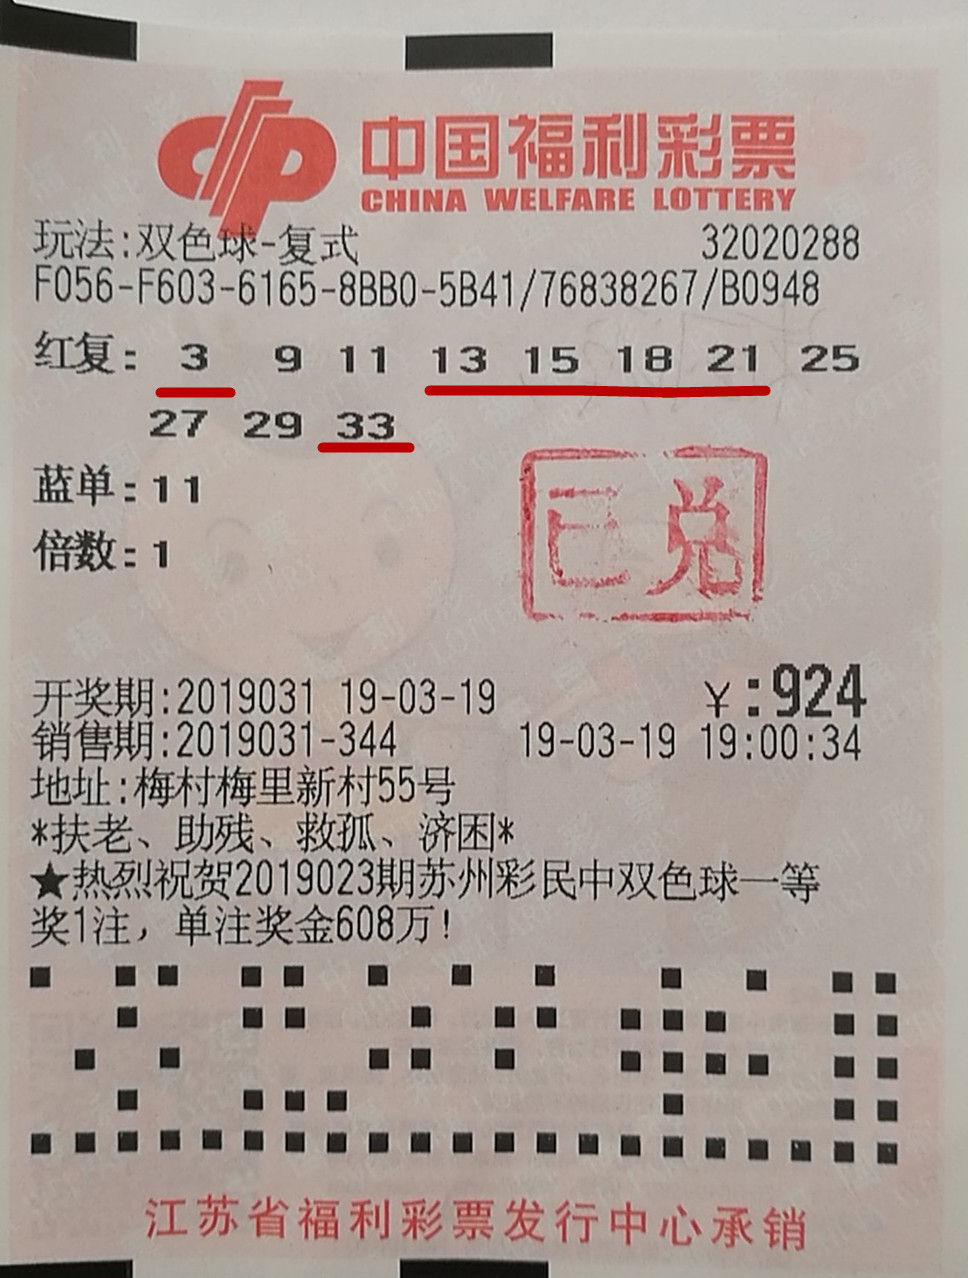 中国福利彩票
CHINA WELFARE LOTTERY
玩法:双色球-复式 32020288
F056-F603-6165-8BB0-5B41/76838267/B0948
红复: 3 9 11 13 15 18 21 25
27 29 33
蓝单:11
倍数:1
已兑
开奖期:2019031 19-03-19 ¥:924
销售期:2019031-344 19-03-19 19:00:34
地址:梅村梅里新村55号
*扶老、助残、救孤、济困*
★热烈祝贺2019023期苏州彩民中双色球一等
奖1注，单注奖金608万!
江苏省福利彩票发行中心承销